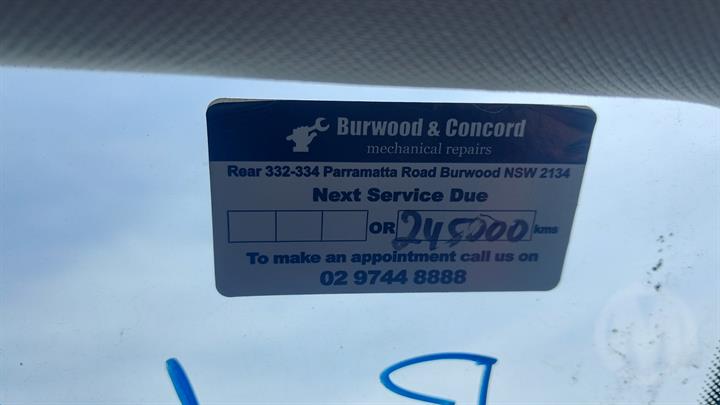 Burwood & Concord
mechanical repairs
Rear 332-334 Parramatta Road Burwood NSW 2134
Next Service Due
OR 245000 kms
To make an appointment call us on
02 9744 8888